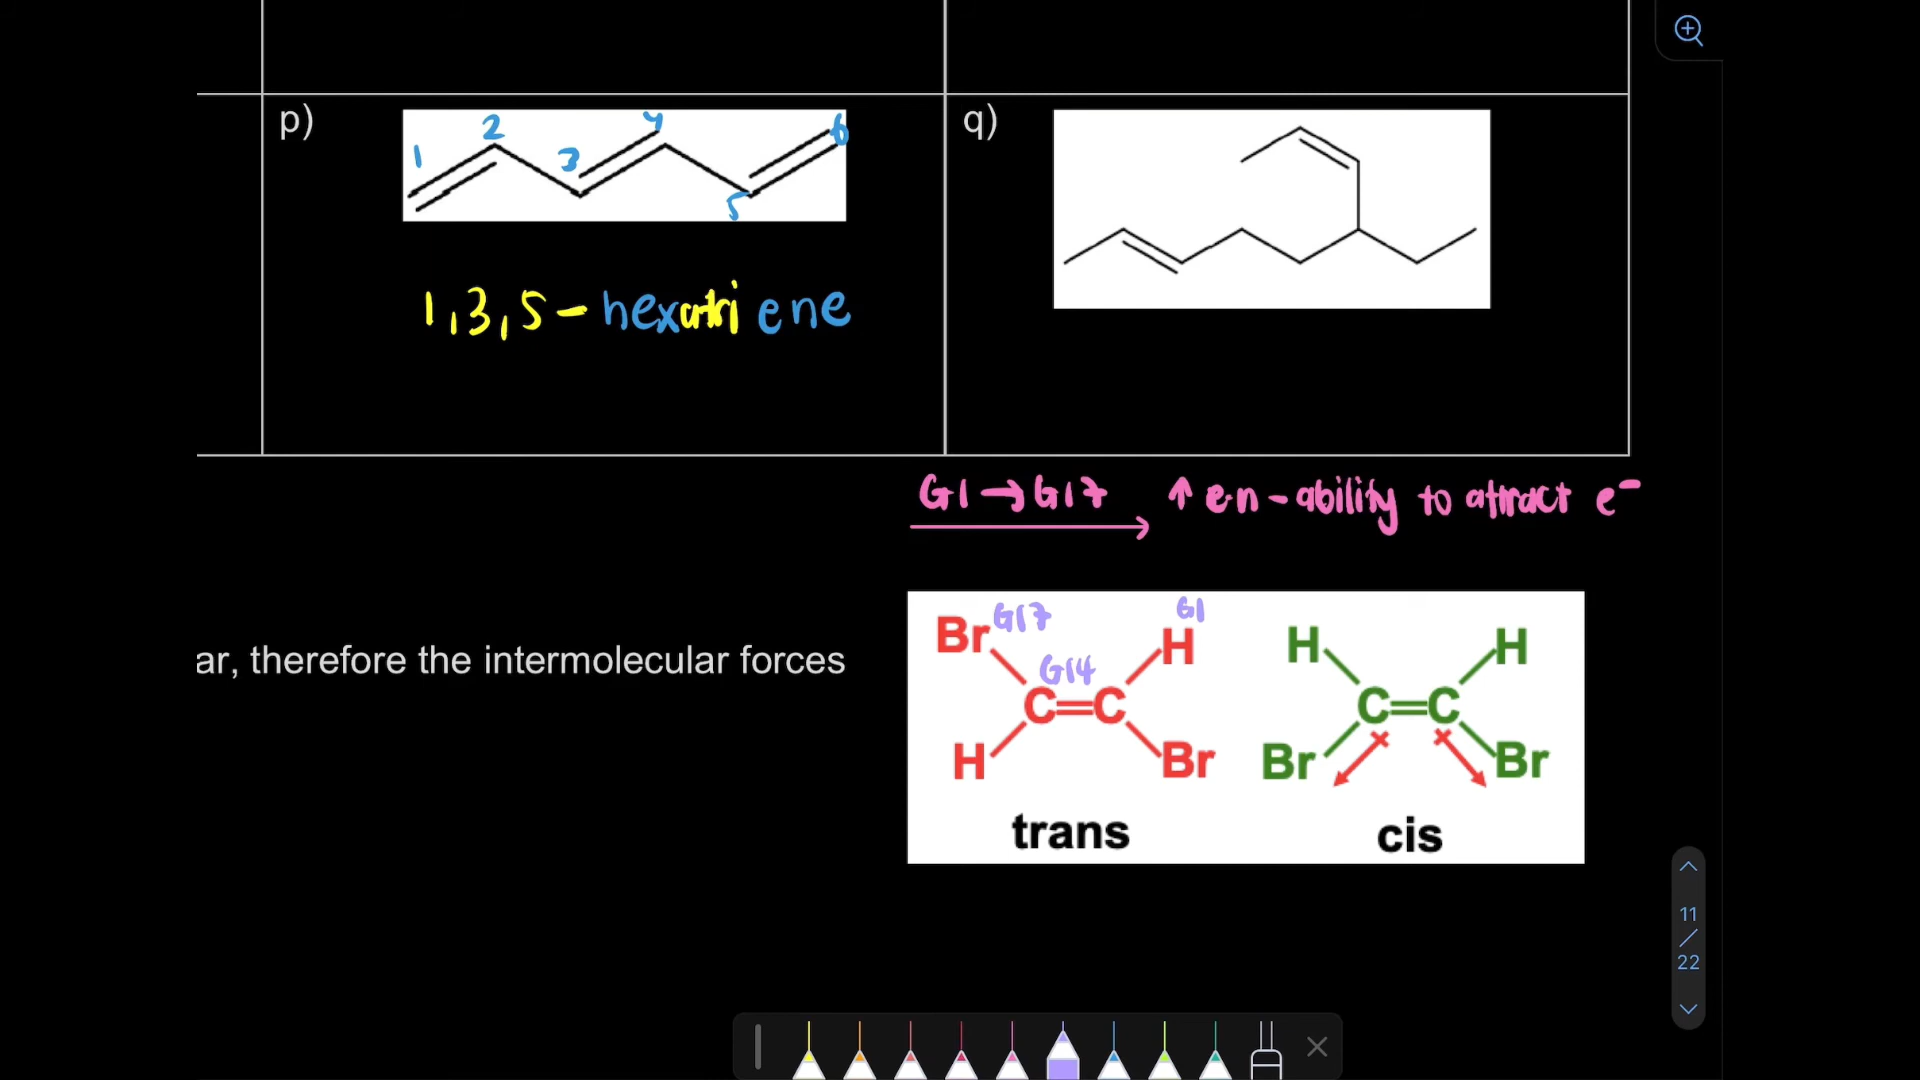 p)
q)
1 2 3 4 5 6
1,3,5 - hexatriene
G1 → G17 ↑ en - ability to attract e⁻
ar, therefore the intermolecular forces
Br G17 G1 H
G14
C=C
H Br
trans
H H
C=C
Br Br
cis
11
/
22